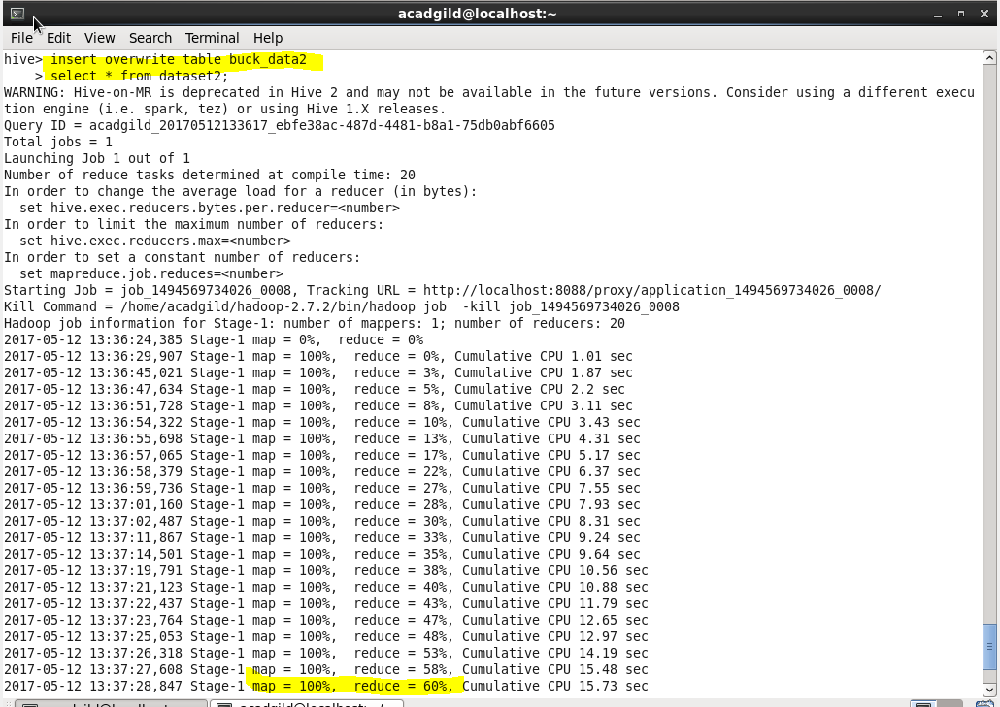 acadgild@localhost:~
File Edit View Search Terminal Help
hive> insert overwrite table buck_data2
    > select * from dataset2;
WARNING: Hive-on-MR is deprecated in Hive 2 and may not be available in the future versions. Consider using a different execu
tion engine (i.e. spark, tez) or using Hive 1.X releases.
Query ID = acadgild_20170512133617_ebfe38ac-487d-4481-b8a1-75db0abf6605
Total jobs = 1
Launching Job 1 out of 1
Number of reduce tasks determined at compile time: 20
In order to change the average load for a reducer (in bytes):
  set hive.exec.reducers.bytes.per.reducer=<number>
In order to limit the maximum number of reducers:
  set hive.exec.reducers.max=<number>
In order to set a constant number of reducers:
  set mapreduce.job.reduces=<number>
Starting Job = job_1494569734026_0008, Tracking URL = http://localhost:8088/proxy/application_1494569734026_0008/
Kill Command = /home/acadgild/hadoop-2.7.2/bin/hadoop job  -kill job_1494569734026_0008
Hadoop job information for Stage-1: number of mappers: 1; number of reducers: 20
2017-05-12 13:36:24,385 Stage-1 map = 0%,  reduce = 0%
2017-05-12 13:36:29,907 Stage-1 map = 100%,  reduce = 0%, Cumulative CPU 1.01 sec
2017-05-12 13:36:45,021 Stage-1 map = 100%,  reduce = 3%, Cumulative CPU 1.87 sec
2017-05-12 13:36:47,634 Stage-1 map = 100%,  reduce = 5%, Cumulative CPU 2.2 sec
2017-05-12 13:36:51,728 Stage-1 map = 100%,  reduce = 8%, Cumulative CPU 3.11 sec
2017-05-12 13:36:54,322 Stage-1 map = 100%,  reduce = 10%, Cumulative CPU 3.43 sec
2017-05-12 13:36:55,698 Stage-1 map = 100%,  reduce = 13%, Cumulative CPU 4.31 sec
2017-05-12 13:36:57,065 Stage-1 map = 100%,  reduce = 17%, Cumulative CPU 5.17 sec
2017-05-12 13:36:58,379 Stage-1 map = 100%,  reduce = 22%, Cumulative CPU 6.37 sec
2017-05-12 13:36:59,736 Stage-1 map = 100%,  reduce = 27%, Cumulative CPU 7.55 sec
2017-05-12 13:37:01,160 Stage-1 map = 100%,  reduce = 28%, Cumulative CPU 7.93 sec
2017-05-12 13:37:02,487 Stage-1 map = 100%,  reduce = 30%, Cumulative CPU 8.31 sec
2017-05-12 13:37:11,867 Stage-1 map = 100%,  reduce = 33%, Cumulative CPU 9.24 sec
2017-05-12 13:37:14,501 Stage-1 map = 100%,  reduce = 35%, Cumulative CPU 9.64 sec
2017-05-12 13:37:19,791 Stage-1 map = 100%,  reduce = 38%, Cumulative CPU 10.56 sec
2017-05-12 13:37:21,123 Stage-1 map = 100%,  reduce = 40%, Cumulative CPU 10.88 sec
2017-05-12 13:37:22,437 Stage-1 map = 100%,  reduce = 43%, Cumulative CPU 11.79 sec
2017-05-12 13:37:23,764 Stage-1 map = 100%,  reduce = 47%, Cumulative CPU 12.65 sec
2017-05-12 13:37:25,053 Stage-1 map = 100%,  reduce = 48%, Cumulative CPU 12.97 sec
2017-05-12 13:37:26,318 Stage-1 map = 100%,  reduce = 53%, Cumulative CPU 14.19 sec
2017-05-12 13:37:27,608 Stage-1 map = 100%,  reduce = 58%, Cumulative CPU 15.48 sec
2017-05-12 13:37:28,847 Stage-1 map = 100%,  reduce = 60%, Cumulative CPU 15.73 sec